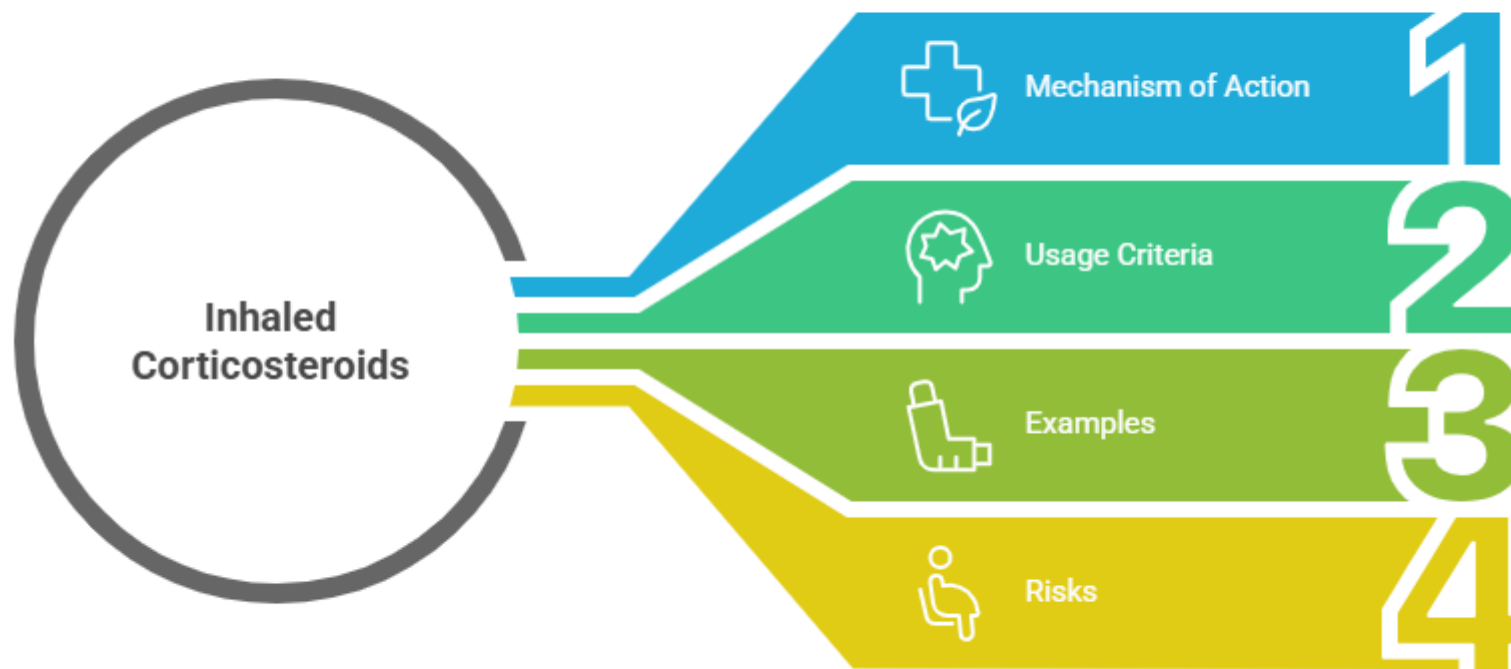 Inhaled
Corticosteroids
Mechanism of Action
1
Usage Criteria
2
Examples
3
Risks
4